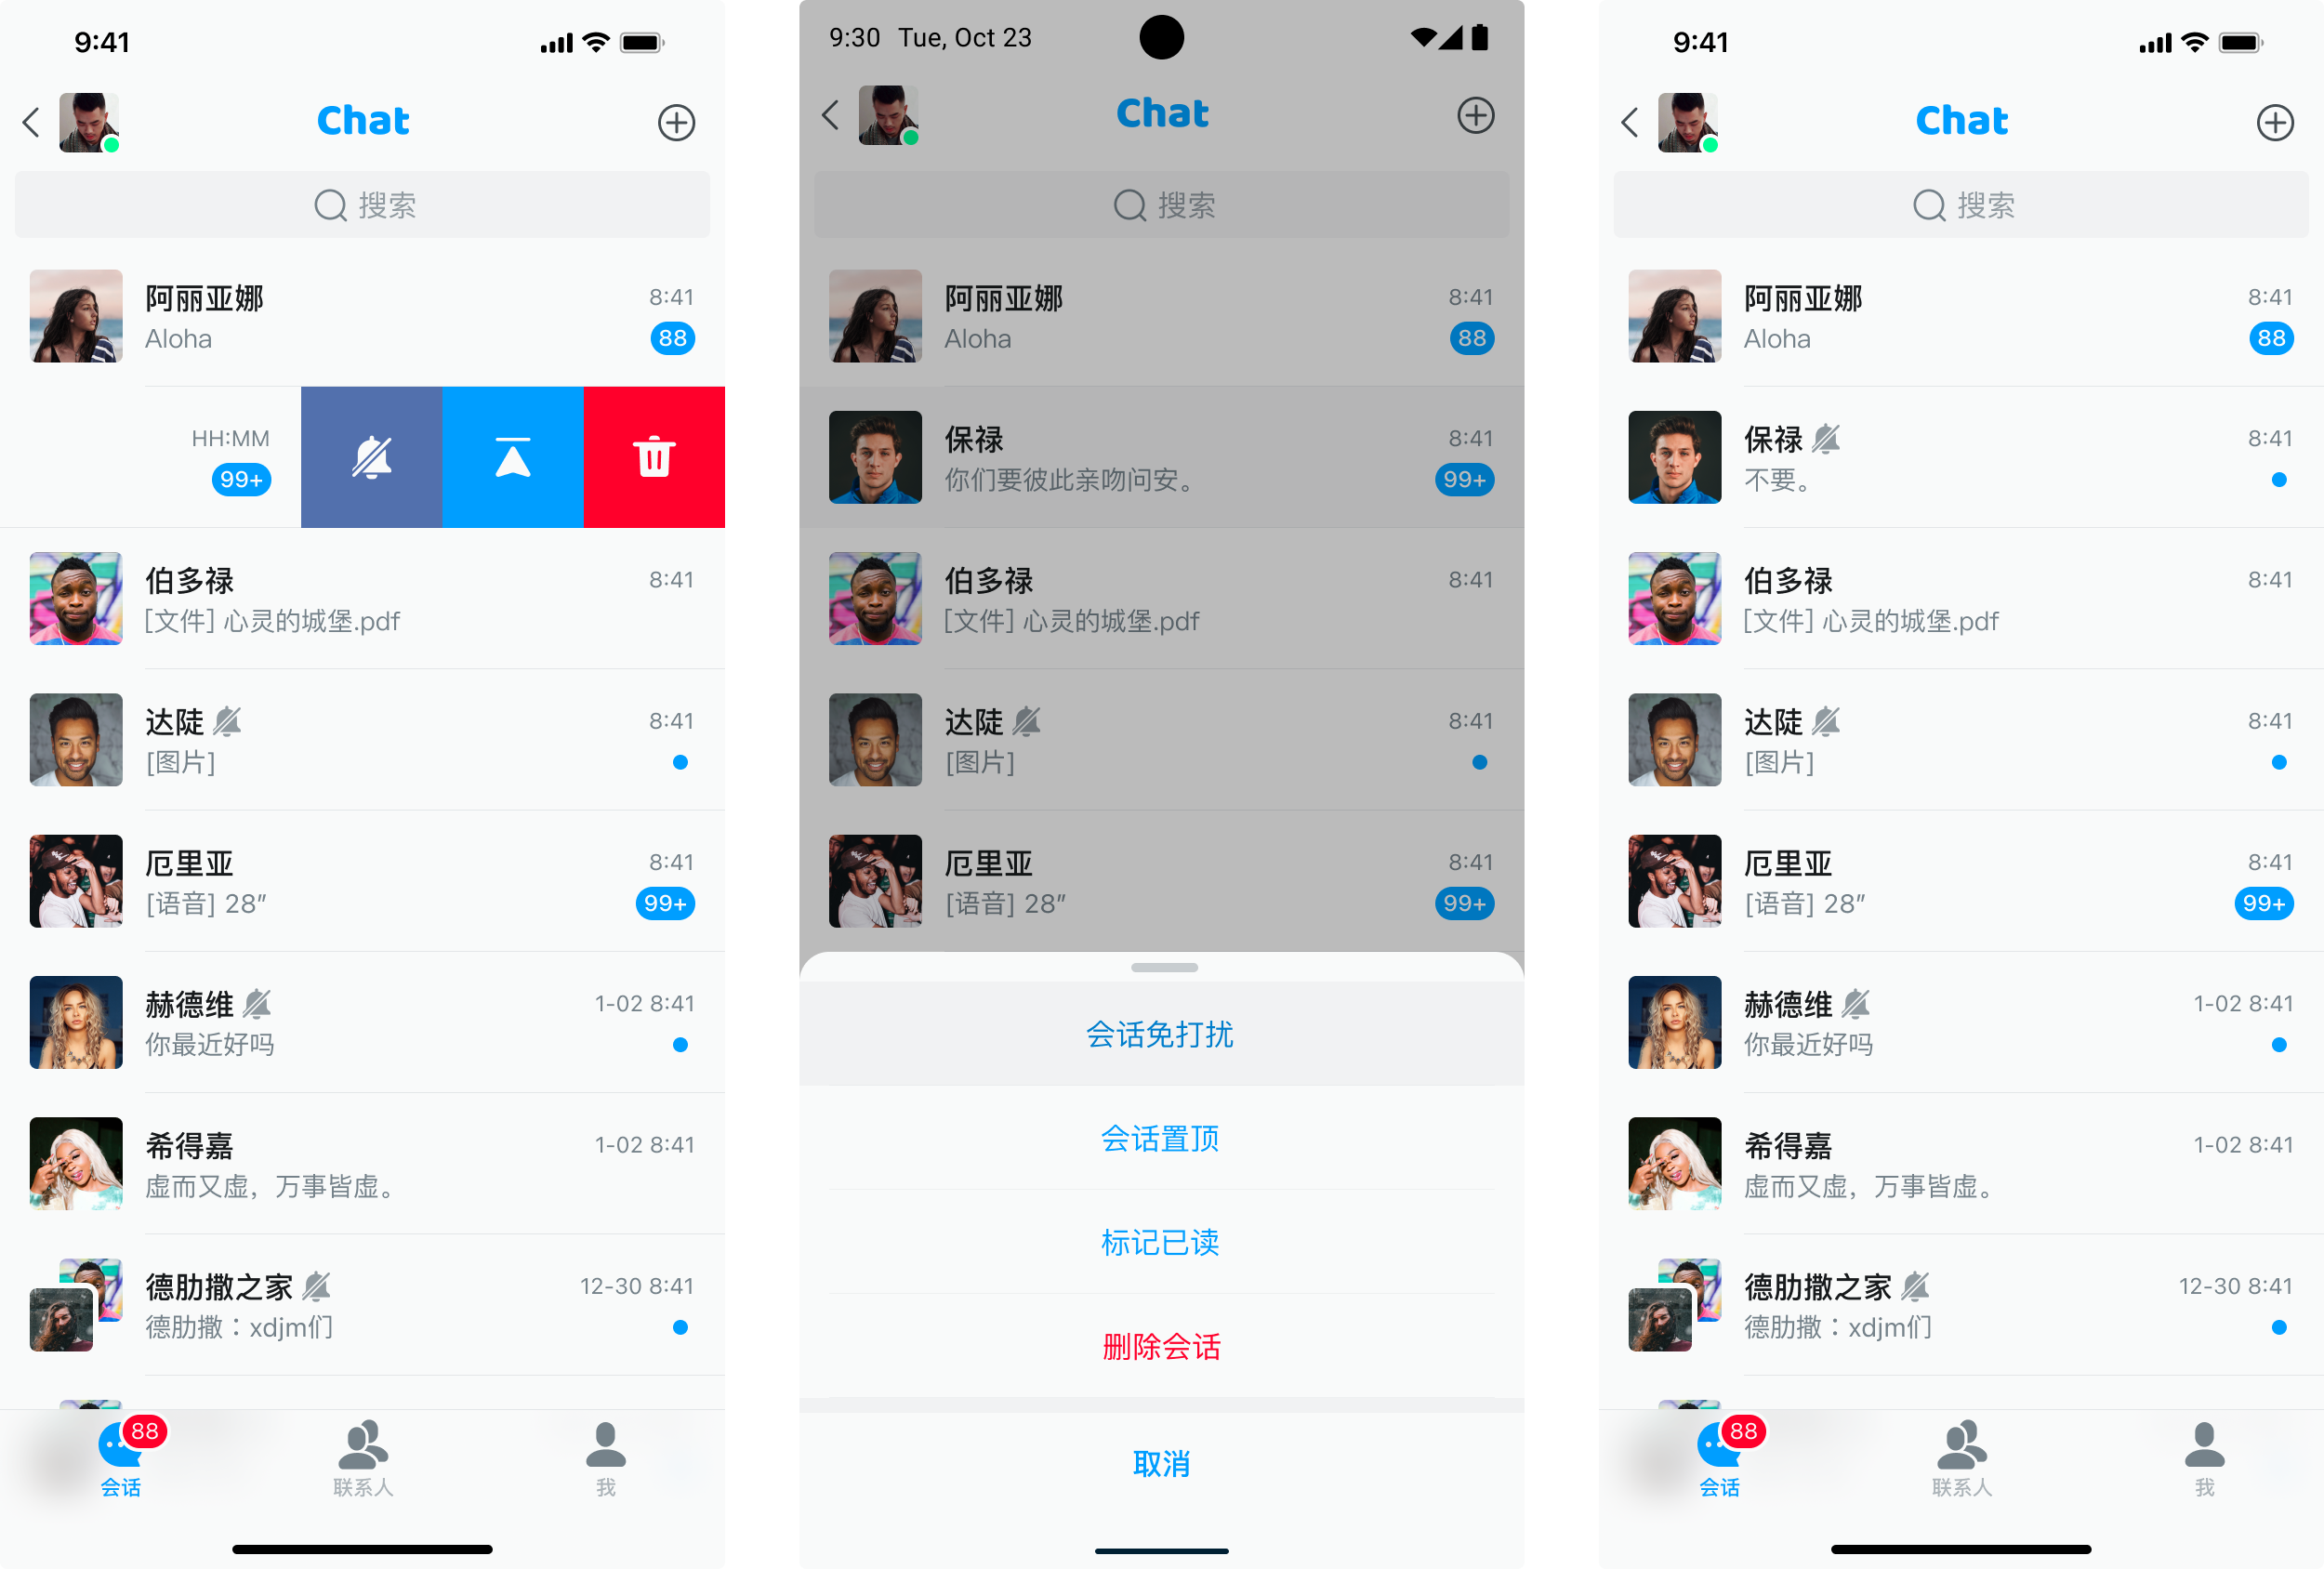 9:41
Chat
搜索
阿丽亚娜
8:41
Aloha
88
HH:MM
99+
伯多禄
8:41
[文件] 心灵的城堡.pdf
达陡
8:41
[图片]
厄里亚
8:41
[语音] 28”
99+
赫德维
1-02 8:41
你最近好吗
希得嘉
1-02 8:41
虚而又虚，万事皆虚。
德肋撒之家
12-30 8:41
德肋撒：xdjm们
88
会话
联系人
我
9:30 Tue, Oct 23
Chat
搜索
阿丽亚娜
8:41
Aloha
88
保禄
8:41
你们要彼此亲吻问安。
99+
伯多禄
8:41
[文件] 心灵的城堡.pdf
达陡
8:41
[图片]
厄里亚
8:41
[语音] 28”
99+
会话免打扰
会话置顶
标记已读
删除会话
取消
9:41
Chat
搜索
阿丽亚娜
8:41
Aloha
88
保禄
8:41
不要。
伯多禄
8:41
[文件] 心灵的城堡.pdf
达陡
8:41
[图片]
厄里亚
8:41
[语音] 28”
99+
赫德维
1-02 8:41
你最近好吗
希得嘉
1-02 8:41
虚而又虚，万事皆虚。
德肋撒之家
12-30 8:41
德肋撒：xdjm们
88
会话
联系人
我